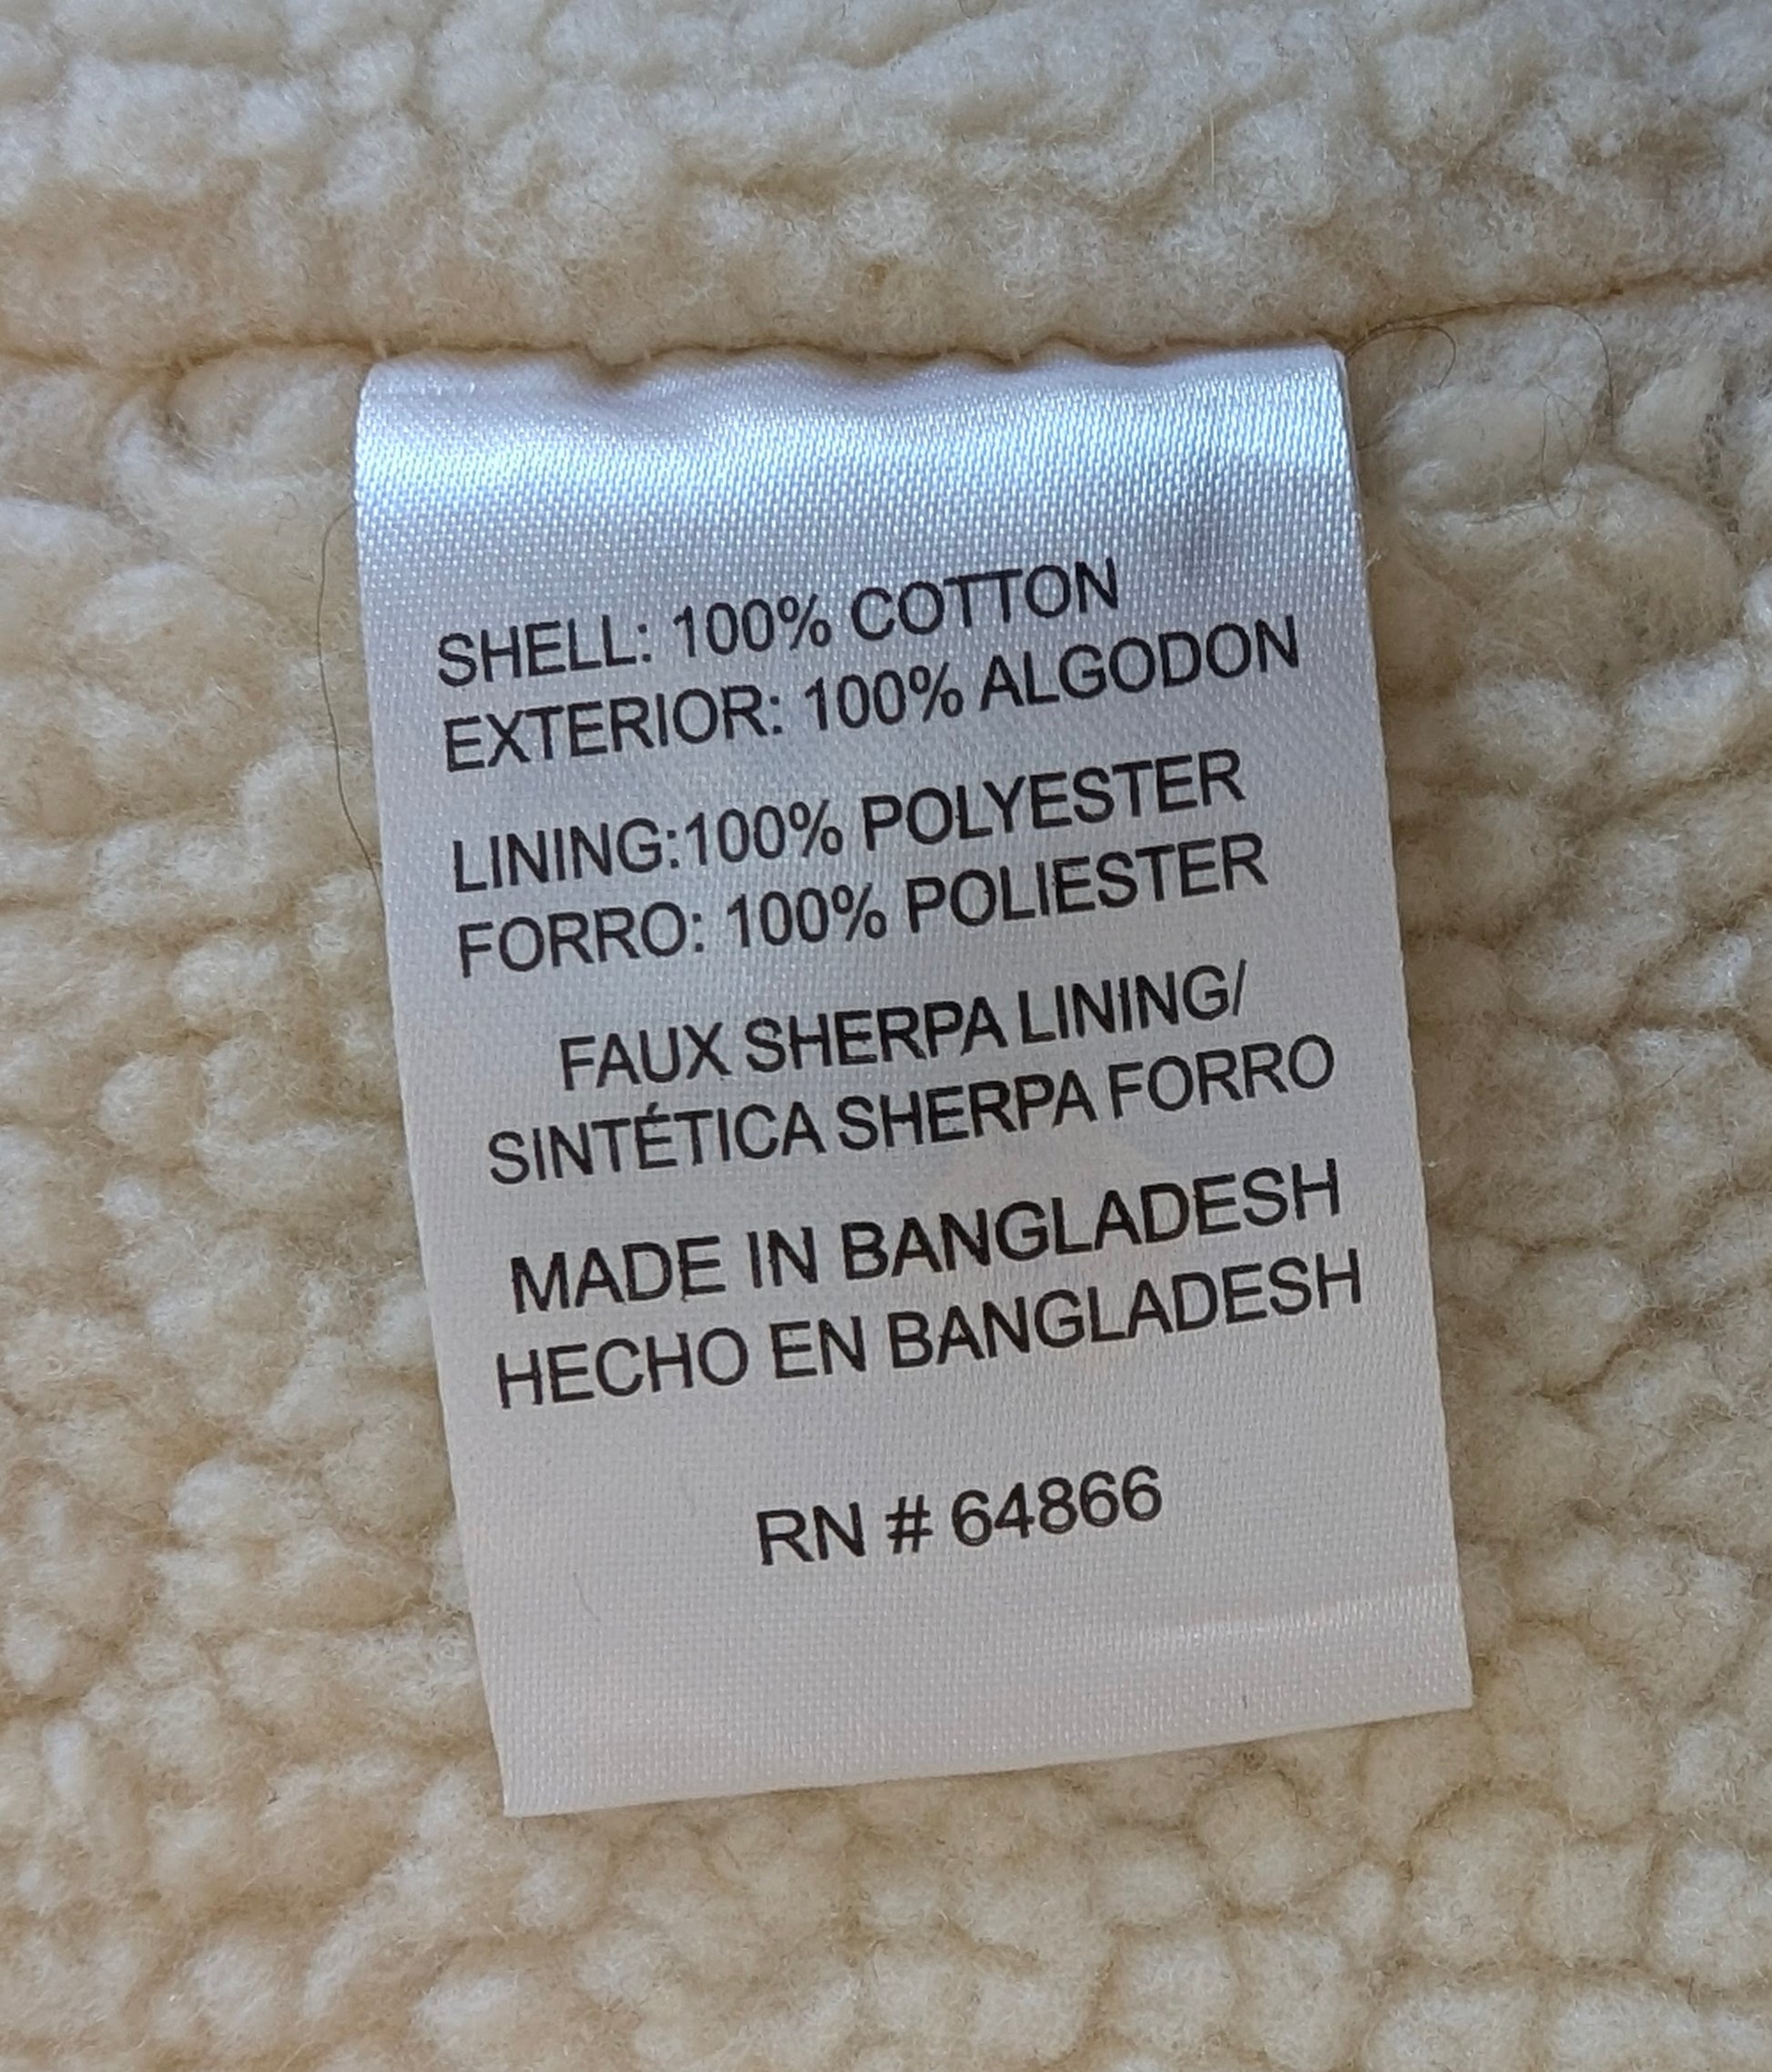 SHELL: 100% COTTON
EXTERIOR: 100% ALGODON
LINING:100% POLYESTER
FORRO: 100% POLIESTER
FAUX SHERPA LINING/
SINTÉTICA SHERPA FORRO
MADE IN BANGLADESH
HECHO EN BANGLADESH
RN # 64866